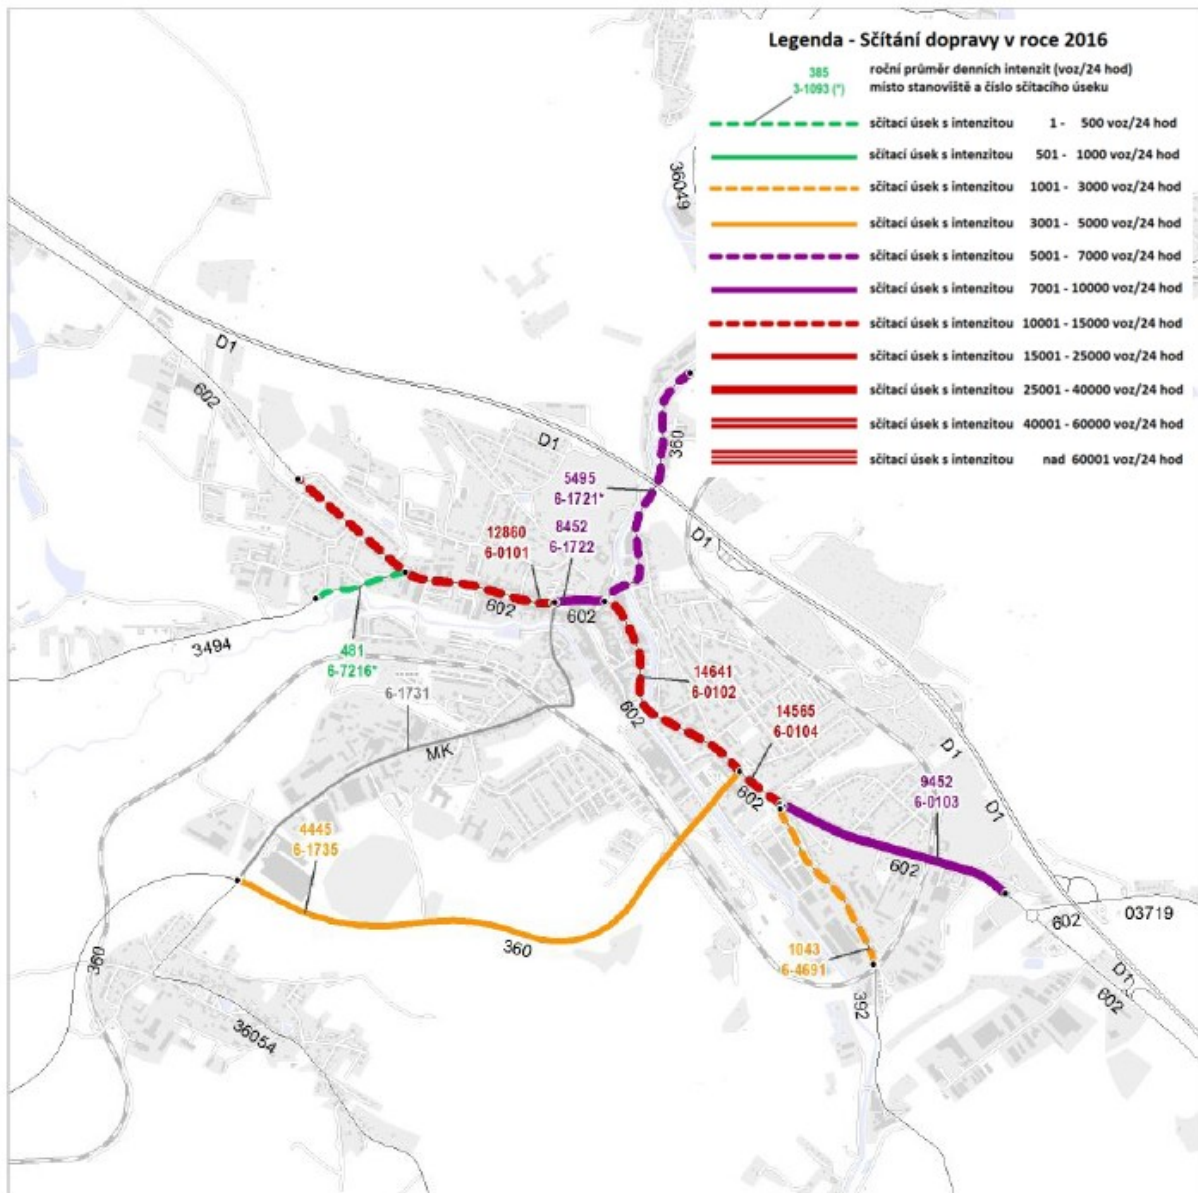 Legenda - Sčítání dopravy v roce 2016
385
3-1093 (*)
roční průměr denních intenzit (voz/24 hod)
místo stanoviště a číslo sčítacího úseku
sčítací úsek s intenzitou 1 - 500 voz/24 hod
sčítací úsek s intenzitou 501 - 1000 voz/24 hod
sčítací úsek s intenzitou 1001 - 3000 voz/24 hod
sčítací úsek s intenzitou 3001 - 5000 voz/24 hod
sčítací úsek s intenzitou 5001 - 7000 voz/24 hod
sčítací úsek s intenzitou 7001 - 10000 voz/24 hod
sčítací úsek s intenzitou 10001 - 15000 voz/24 hod
sčítací úsek s intenzitou 15001 - 25000 voz/24 hod
sčítací úsek s intenzitou 25001 - 40000 voz/24 hod
sčítací úsek s intenzitou 40001 - 60000 voz/24 hod
sčítací úsek s intenzitou nad 60001 voz/24 hod
36049
D1
602
D1
360
5495
6-1721*
8452
6-1722
12860
6-0101
D1
602
602
3494
481
6-7216*
6-1731
MK
14641
6-0102
602
14565
6-0104
602
D1
D1
9452
6-0103
602
4445
6-1735
360
360
1043
6-4691
392
602
03719
D1
602
36054